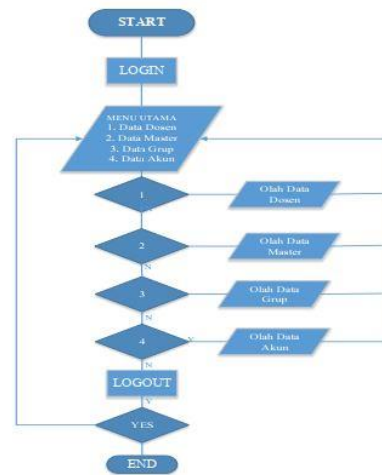 START
LOGIN
MENU UTAMA
1. Data Dosen
2. Data Master
3. Data Grup
4. Data Akun
1
Olah Data
Dosen
2
Olah Data
Master
N
3
Olah Data
Grup
N
4
Y
Olah Data
Akun
N
LOGOUT
Y
YES
END